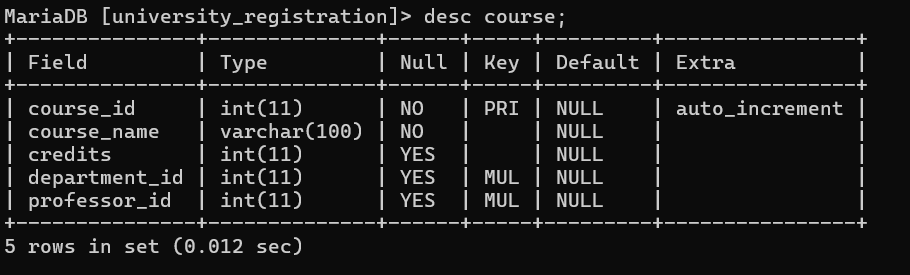 MariaDB [university_registration]> desc course;
+---------------+--------------+------+-----+---------+----------------+
| Field         | Type         | Null | Key | Default | Extra          |
+---------------+--------------+------+-----+---------+----------------+
| course_id     | int(11)      | NO   | PRI | NULL    | auto_increment |
| course_name   | varchar(100) | NO   |     | NULL    |                |
| credits       | int(11)      | YES  |     | NULL    |                |
| department_id | int(11)      | YES  | MUL | NULL    |                |
| professor_id  | int(11)      | YES  | MUL | NULL    |                |
+---------------+--------------+------+-----+---------+----------------+
5 rows in set (0.012 sec)